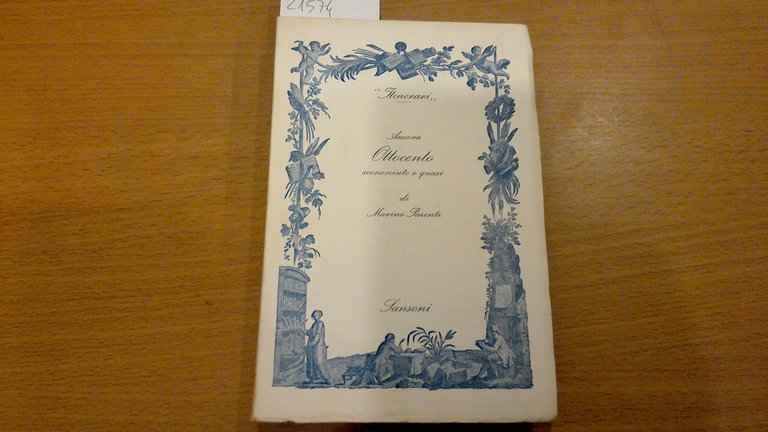 21574
"Itinerari„
Ancora
Ottocento
sconosciuto o quasi
di
Marino Parenti
Sansoni